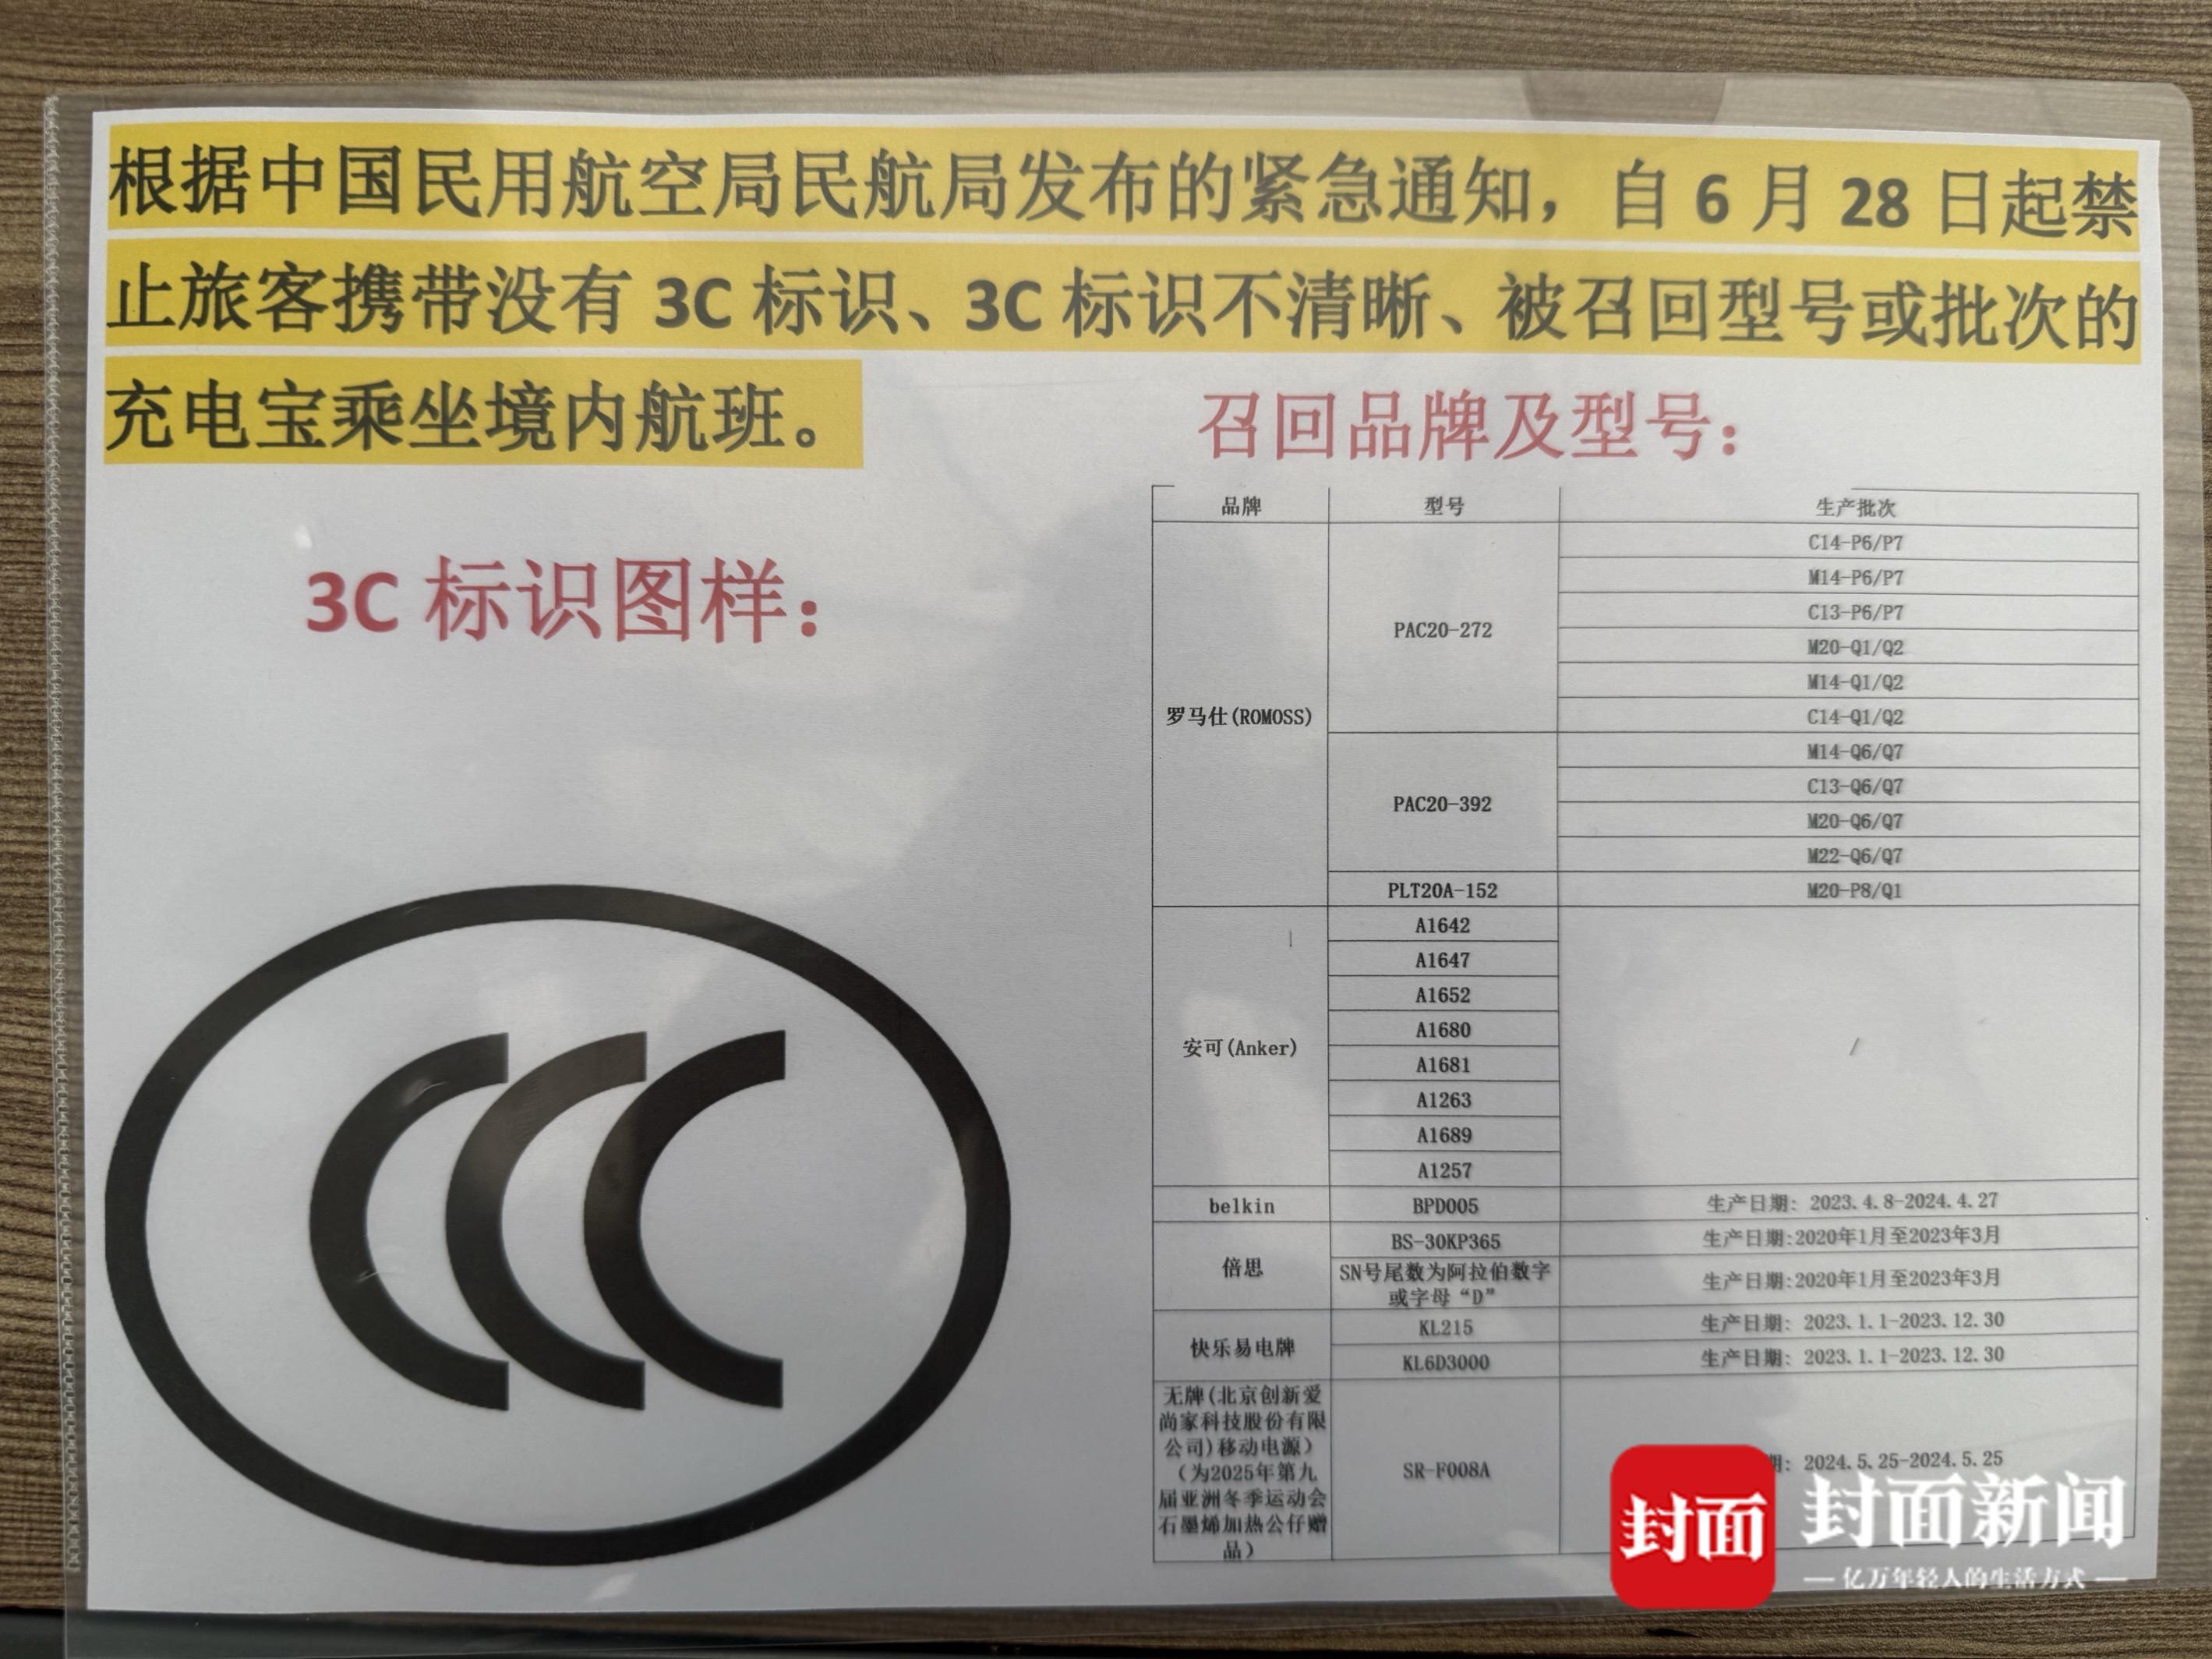 根据中国民用航空局民航局发布的紧急通知，自 6 月 28 日起禁
止旅客携带没有 3C 标识、3C 标识不清晰、被召回型号或批次的
充电宝乘坐境内航班。
3C 标识图样：
召回品牌及型号：
品牌 型号 生产批次
罗马仕(ROMOSS)
PAC20-272
C14-P6/P7
M14-P6/P7
C13-P6/P7
M20-Q1/Q2
M14-Q1/Q2
C14-Q1/Q2
PAC20-392
M14-Q6/Q7
C13-Q6/Q7
M20-Q6/Q7
M22-Q6/Q7
PLT20A-152 M20-P8/Q1
安可(Anker)
A1642
A1647
A1652
A1680
A1681
A1263
A1689
A1257
/
belkin BPD005 生产日期: 2023.4.8-2024.4.27
倍思
BS-30KP365 生产日期:2020年1月至2023年3月
SN号尾数为阿拉伯数字
或字母“D”
生产日期:2020年1月至2023年3月
快乐易电牌
KL215 生产日期: 2023.1.1-2023.12.30
KL6D3000 生产日期: 2023.1.1-2023.12.30
无牌(北京创新爱
尚家科技股份有限
公司)移动电源)
（为2025年第九
届亚洲冬季运动会
石墨烯加热公仔赠
品）
SR-F008A
期: 2024.5.25-2024.5.25
封面
封面新闻
亿万年轻人的生活方式